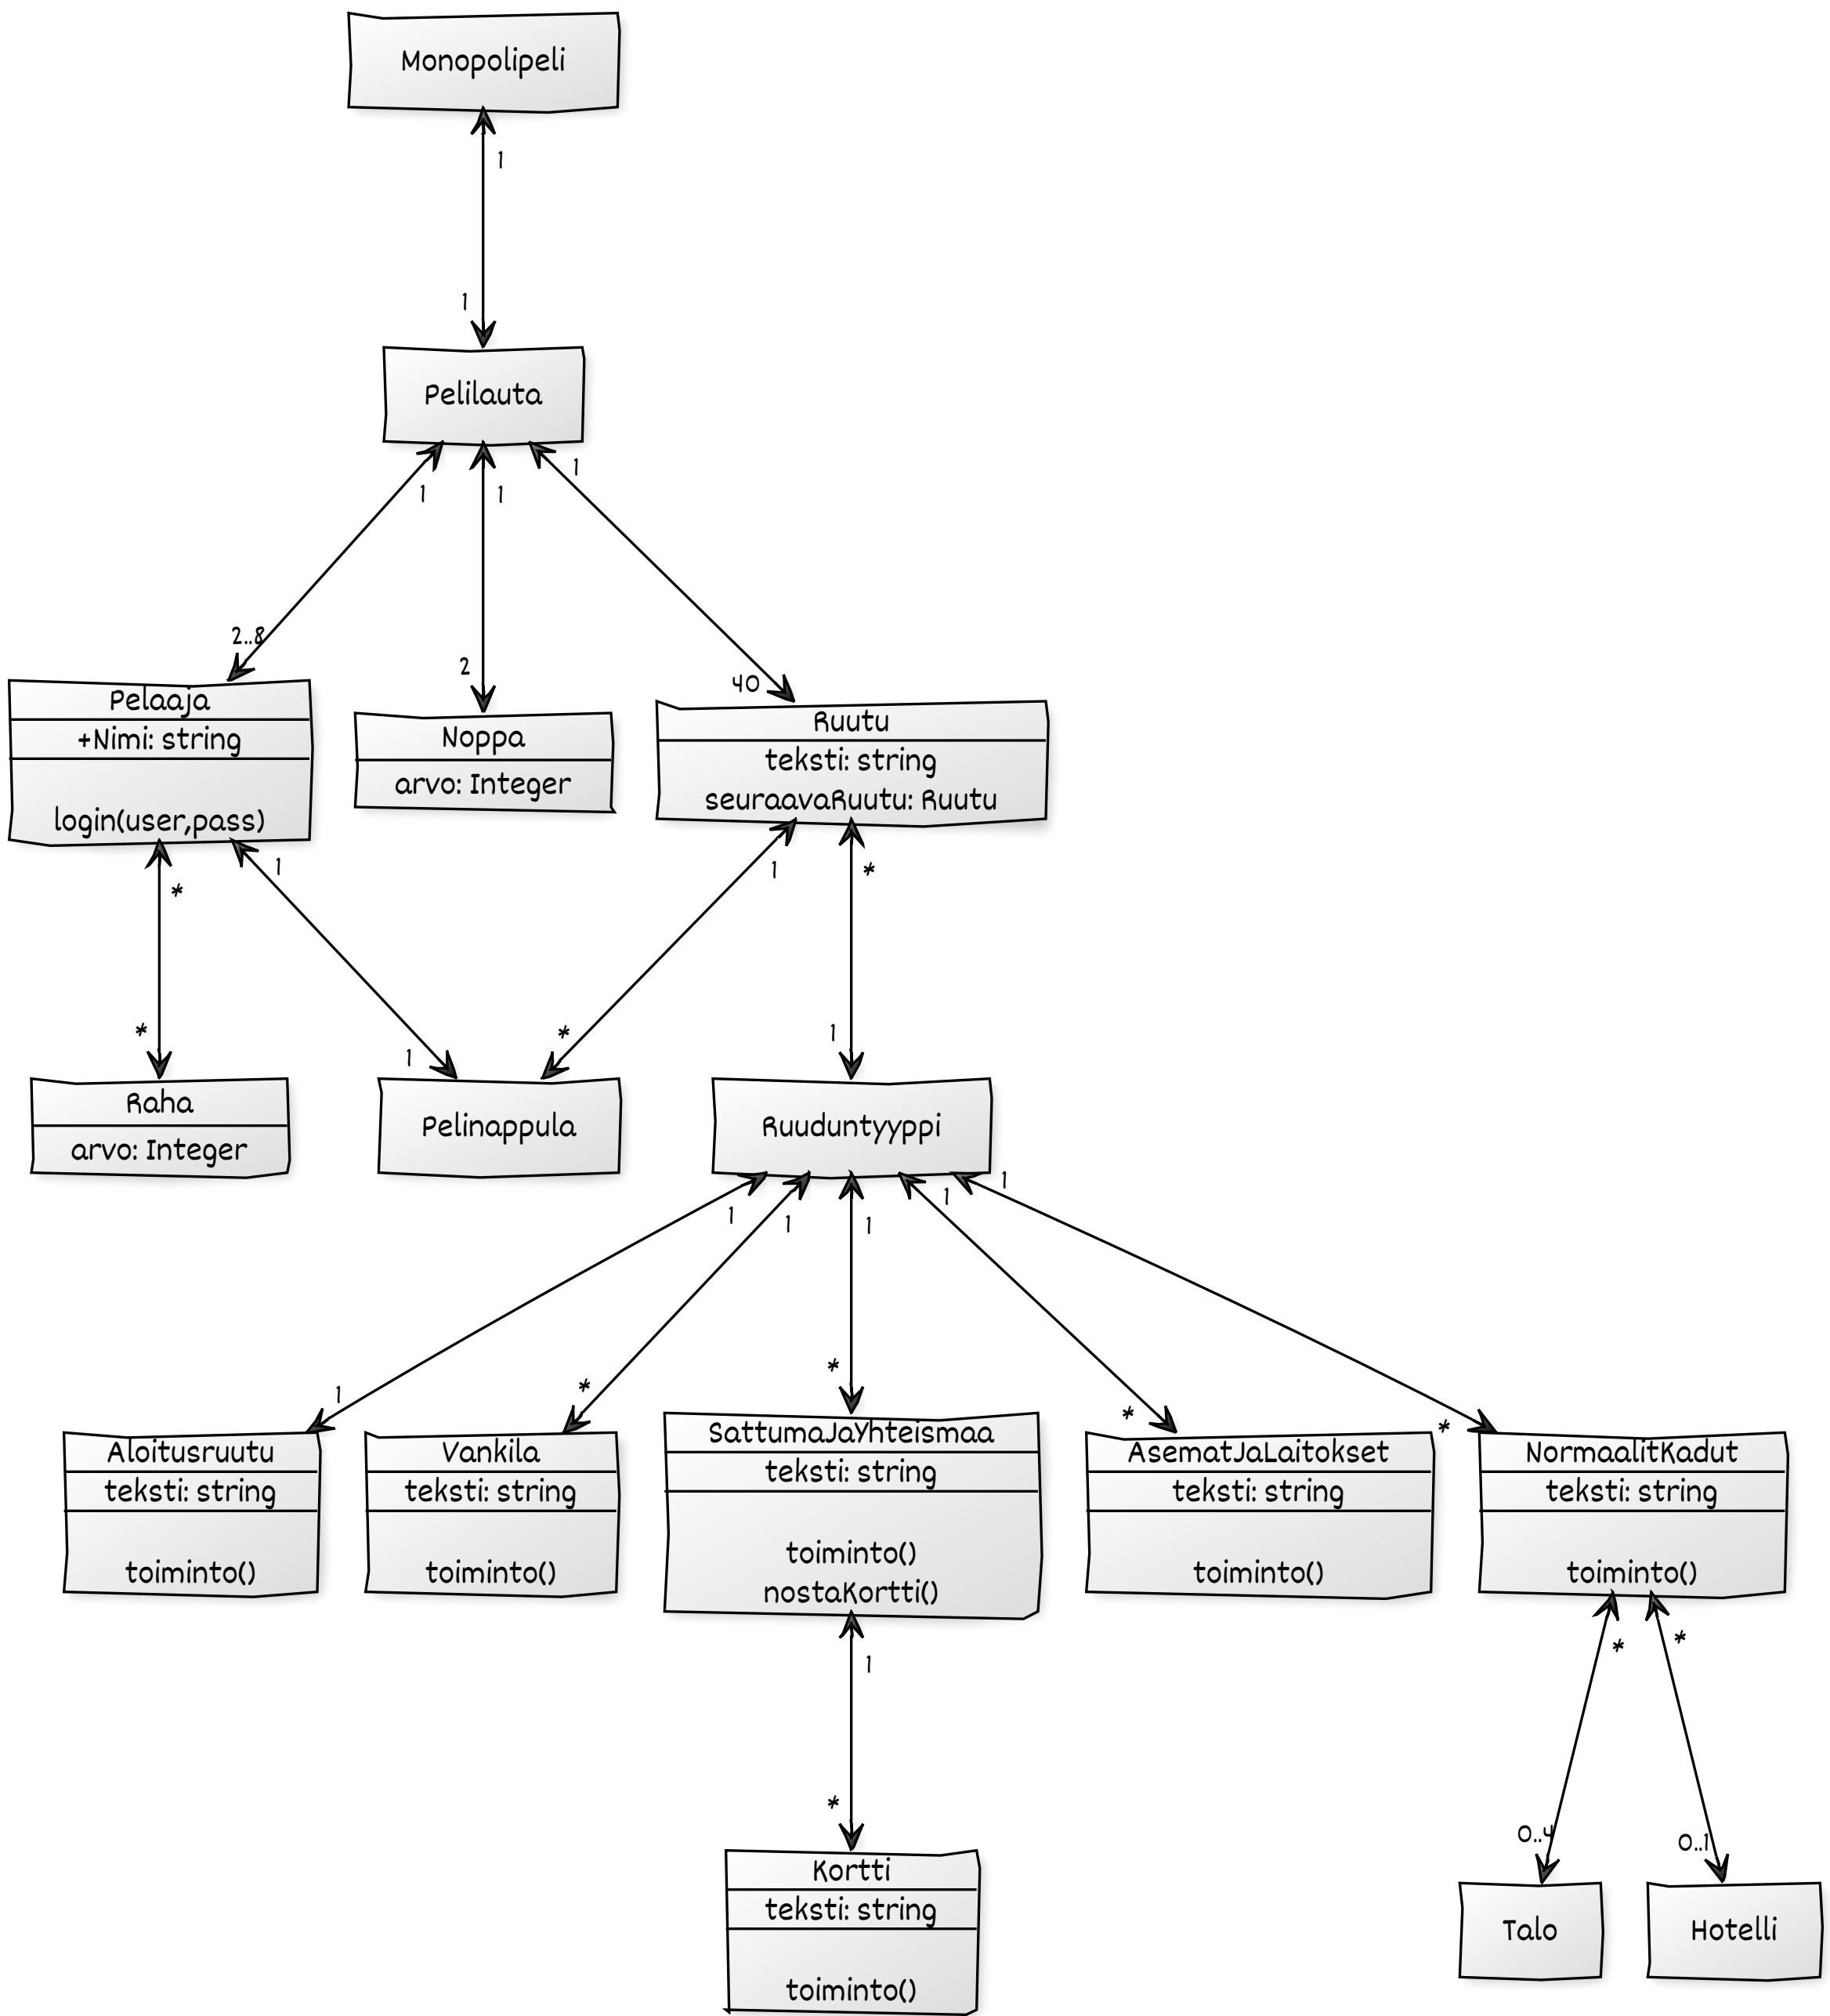 Monopolipeli
1
1
Pelilauta
1
1
1
2..8
2
40
Pelaaja
+Nimi: string
login(user,pass)
Noppa
arvo: Integer
Ruutu
teksti: string
seuraavaRuutu: Ruutu
*
1
1
*
*
1
*
1
Raha
arvo: Integer
Pelinappula
Ruuduntyyppi
1
1
1
1
1
1
*
*
*
*
Aloitusruutu
teksti: string
toiminto()
Vankila
teksti: string
toiminto()
SattumaJaYhteismaa
teksti: string
toiminto()
nostaKortti()
AsematJaLaitokset
teksti: string
toiminto()
NormaalitKadut
teksti: string
toiminto()
1
*
*
*
0..4
0..1
Kortti
teksti: string
toiminto()
Talo
Hotelli